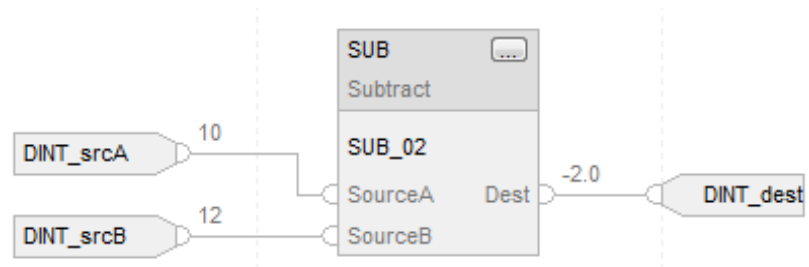 SUB ...
Subtract
10
DINT_srcA
SUB_02
-2.0
SourceA Dest DINT_dest
12
DINT_srcB SourceB